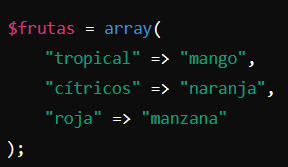 $frutas = array(
    "tropical" => "mango",
    "cítricos" => "naranja",
    "roja" => "manzana"
);